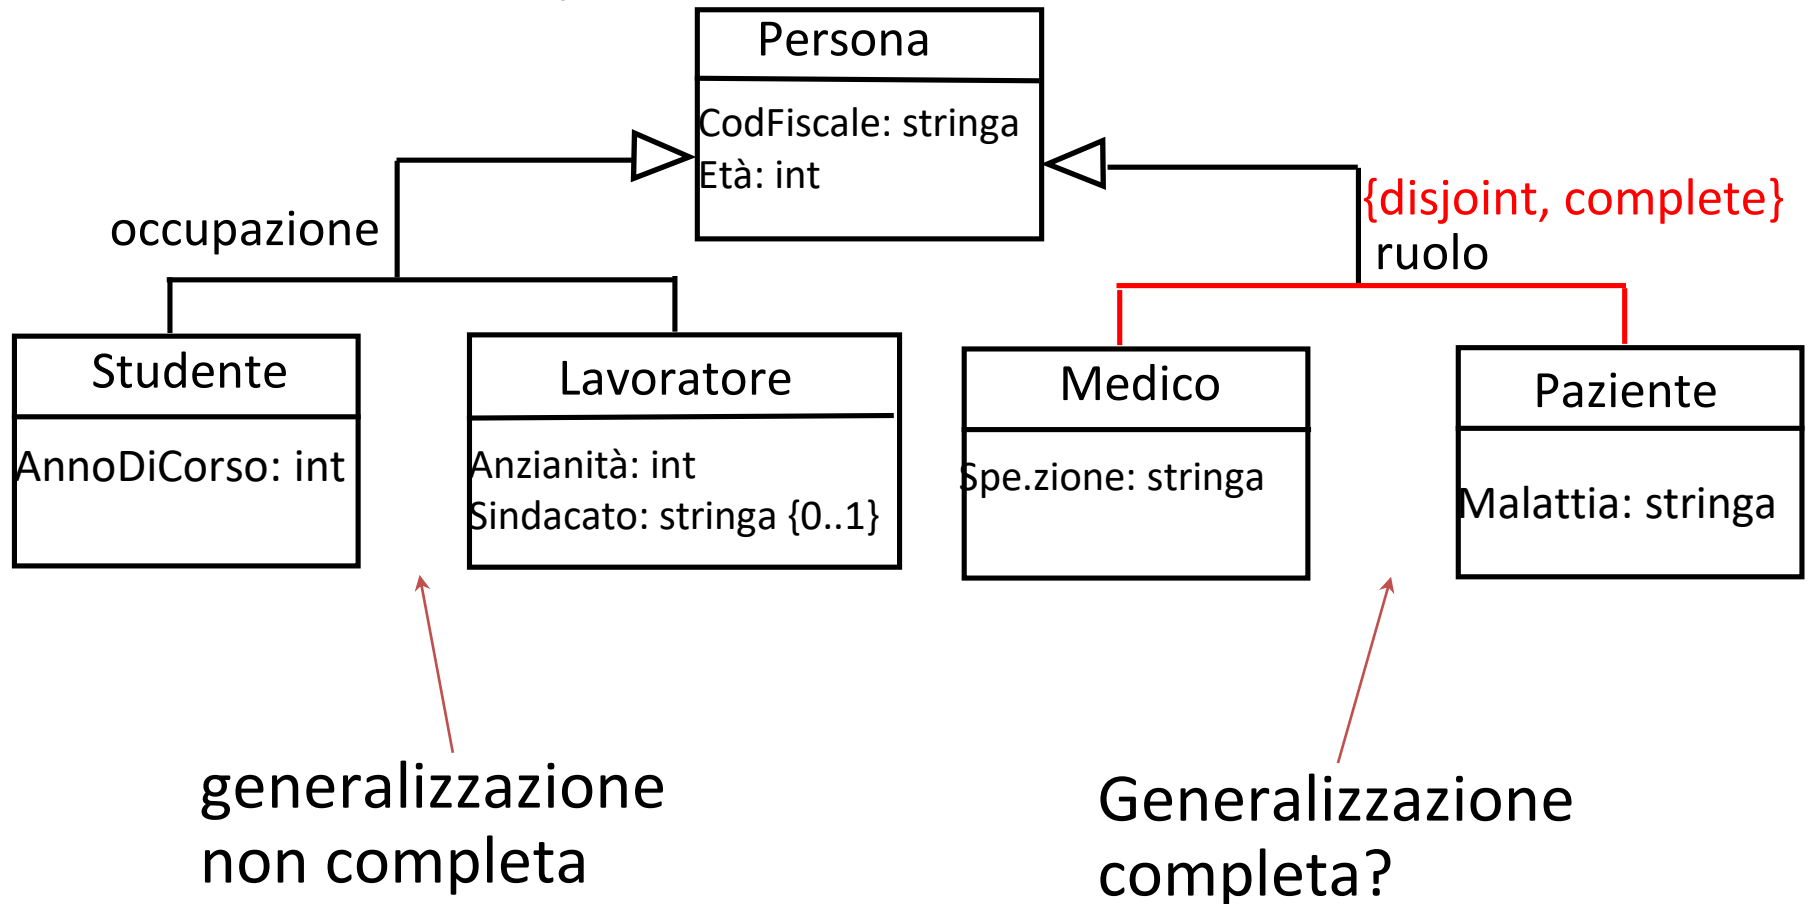 Persona
CodFiscale: stringa
Età: int
occupazione
{disjoint, complete}
ruolo
Studente
AnnoDiCorso: int
Lavoratore
Anzianità: int
Sindacato: stringa {0..1}
Medico
Spe.zione: stringa
Paziente
Malattia: stringa
generalizzazione
non completa
Generalizzazione
completa?